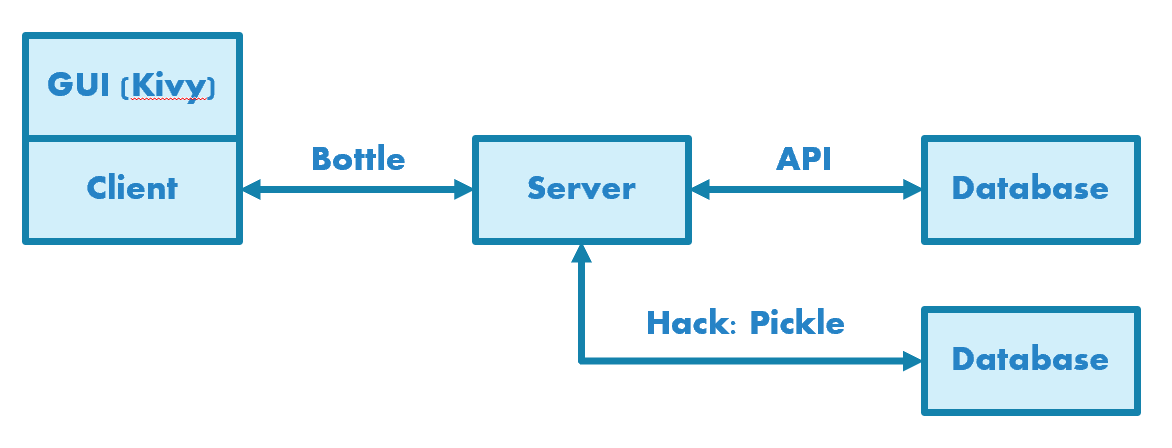 GUI (Kivy)
Client
Bottle
Server
API
Database
Hack: Pickle
Database